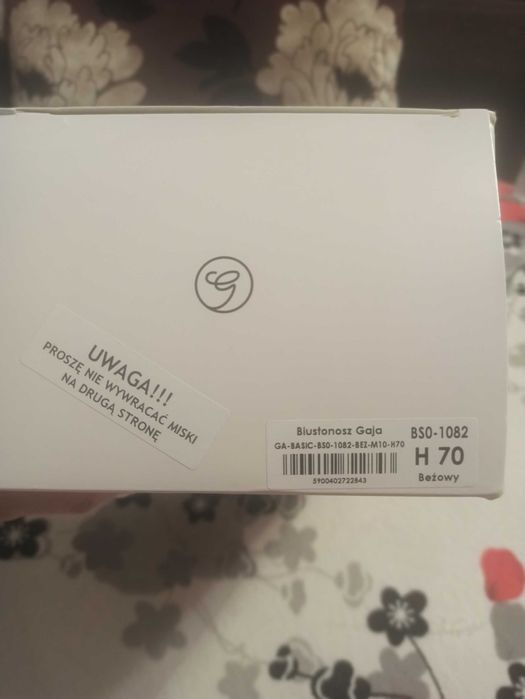 G
UWAGA!!!
PROSZĘ NIE WYWRACAĆ MISKI
NA DRUGĄ STRONĘ
Biustonosz Gaja
BS0-1082
GA-BASIC-BS0-1082-BEZ-M10-H70
H 70
5900402722843
Beżowy